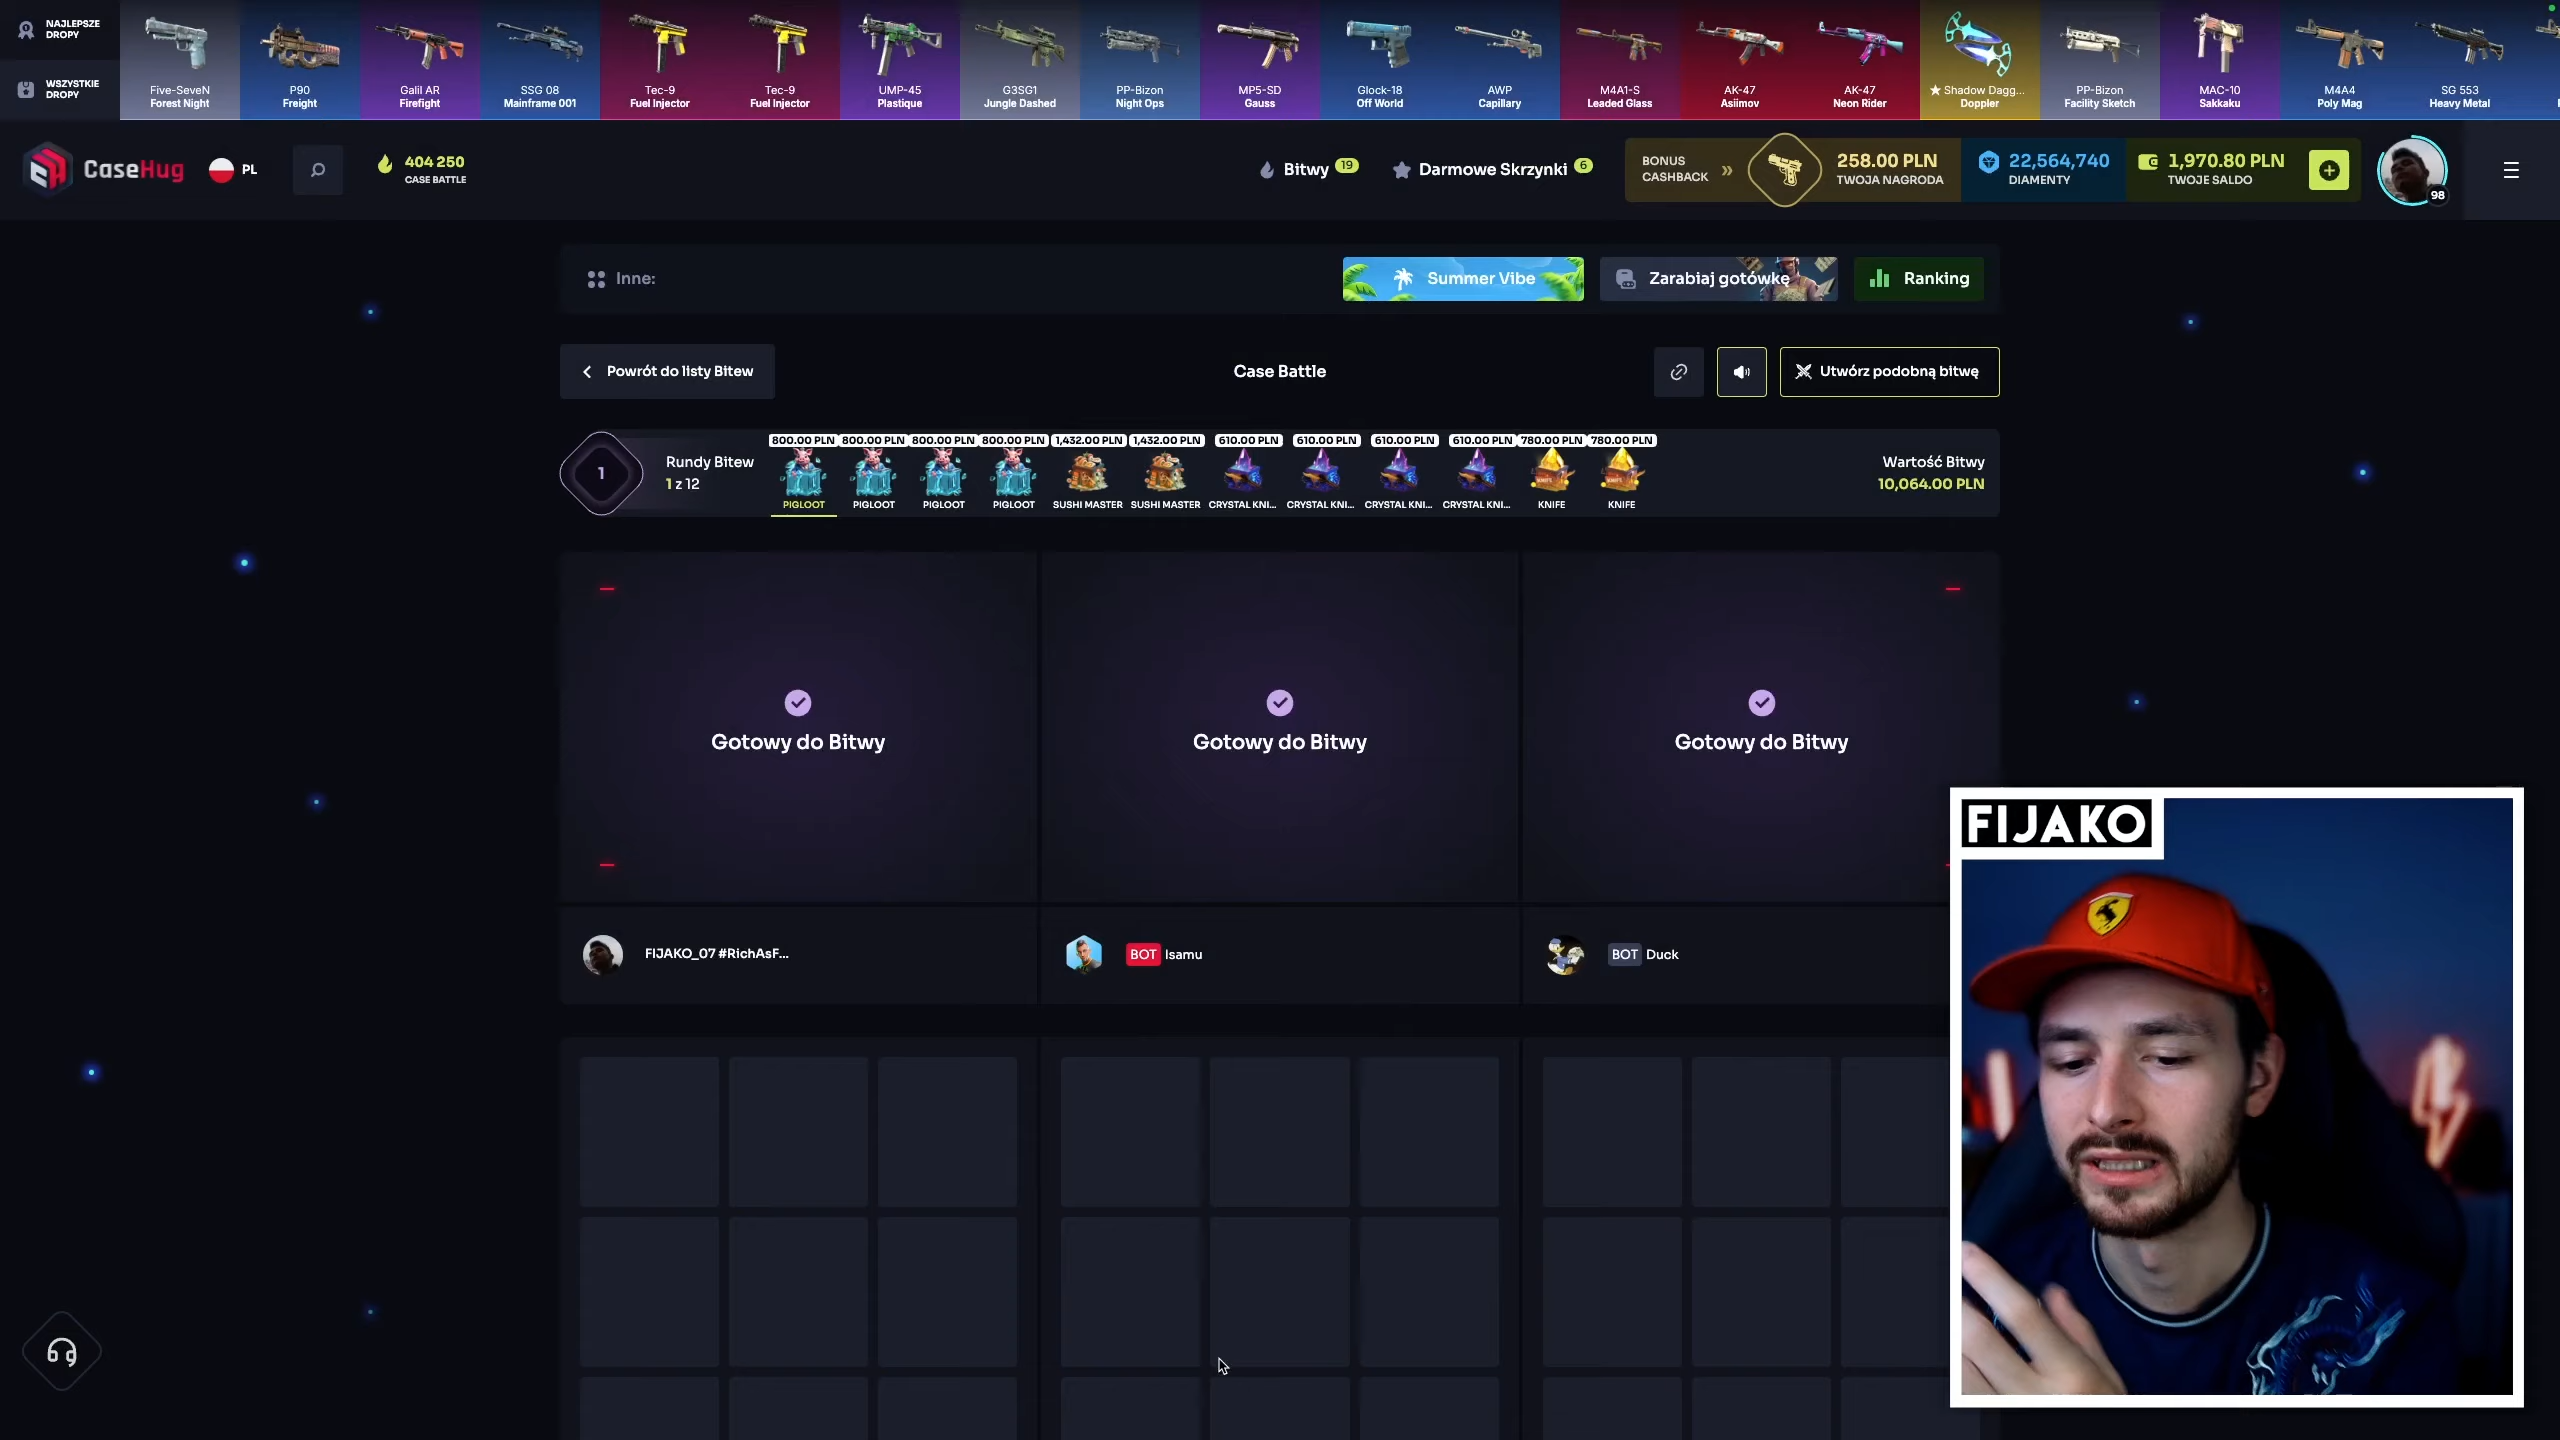 NAJLEPSZE
DROPY
WSZYSTKIE
DROPY
Five-SeveN
Forest Night
P90
Freight
Galil AR
Firefight
SSG 08
Mainframe 001
Tec-9
Fuel Injector
Tec-9
Fuel Injector
UMP-45
Plastique
G3SG1
Jungle Dashed
PP-Bizon
Night Ops
MP5-SD
Gauss
Glock-18
Off World
AWP
Capillary
M4A1-S
Leaded Glass
AK-47
Asiimov
AK-47
Neon Rider
★ Shadow Dagg...
Doppler
PP-Bizon
Facility Sketch
MAC-10
Sakkaku
M4A4
Poly Mag
SG 553
Heavy Metal
CaseHug
PL
404 250
CASE BATTLE
Bitwy 19
Darmowe Skrzynki 6
BONUS
CASHBACK »
258.00 PLN
TWOJA NAGRODA
22,564,740
DIAMENTY
1,970.80 PLN
TWOJE SALDO
98
Inne:
Summer Vibe
Zarabiaj gotówkę
Ranking
Powrót do listy Bitew
Case Battle
Utwórz podobną bitwę
1
Rundy Bitew
1 z 12
800.00 PLN 800.00 PLN 800.00 PLN 800.00 PLN 1,432.00 PLN 1,432.00 PLN 610.00 PLN 610.00 PLN 610.00 PLN 610.00 PLN 780.00 PLN 780.00 PLN
PIGLOOT PIGLOOT PIGLOOT PIGLOOT SUSHI MASTER SUSHI MASTER CRYSTAL KNI... CRYSTAL KNI... CRYSTAL KNI... CRYSTAL KNI... KNIFE KNIFE
Wartość Bitwy
10,064.00 PLN
Gotowy do Bitwy
Gotowy do Bitwy
Gotowy do Bitwy
FIJAKO
FIJAKO_07 #RichAsF...
BOT Isamu
BOT Duck